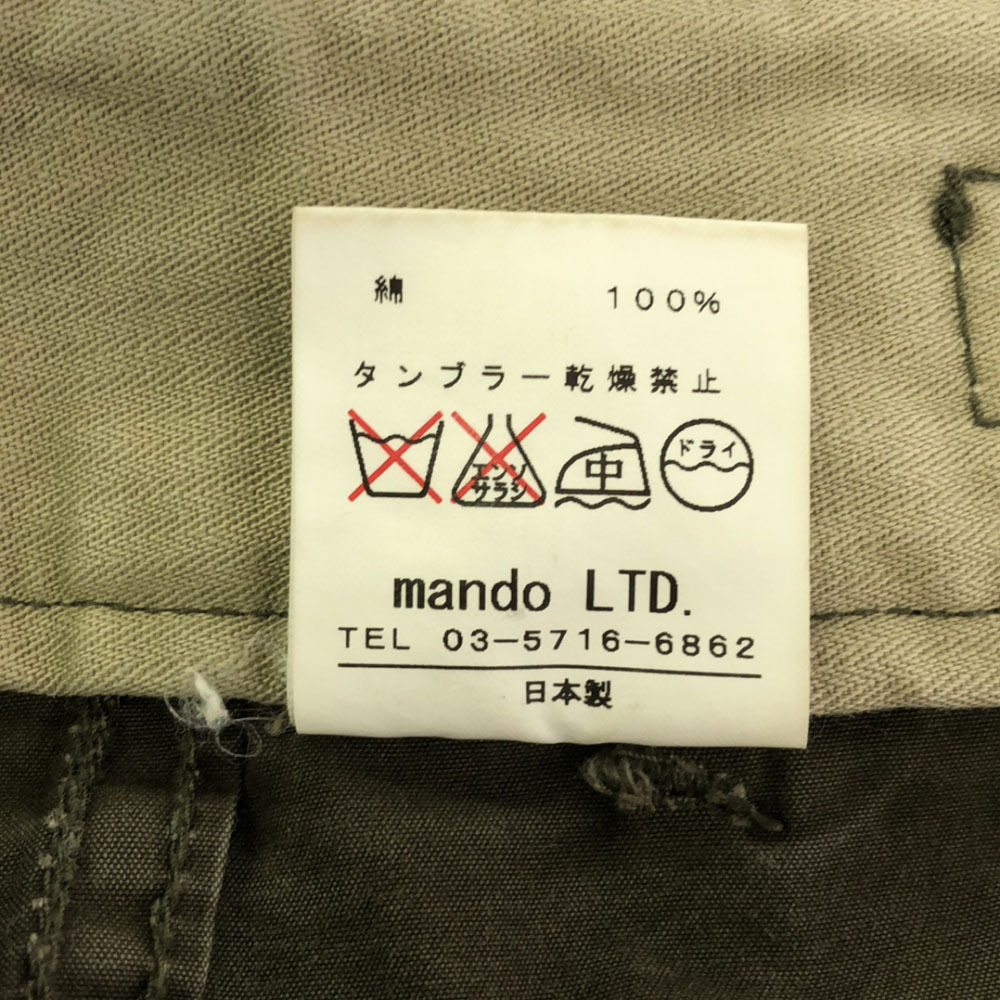 綿 100%
タンブラー乾燥禁止
エンソ
サラシ
中
ドライ
mando LTD.
TEL 03-5716-6862
日本製